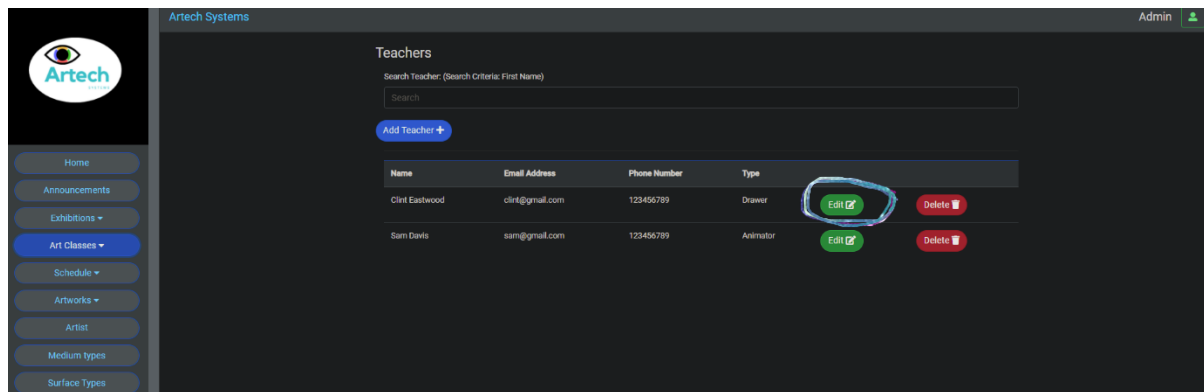 Artech Systems
Admin
Artech
SYSTEMS
Home
Announcements
Exhibitions
Art Classes
Schedule
Artworks
Artist
Medium types
Surface Types
Teachers
Search Teacher: (Search Criteria: First Name)
Search
Add Teacher +
Name Email Address Phone Number Type
Clint Eastwood clint@gmail.com 123456789 Drawer Edit Delete
Sam Davis sam@gmail.com 123456789 Animator Edit Delete